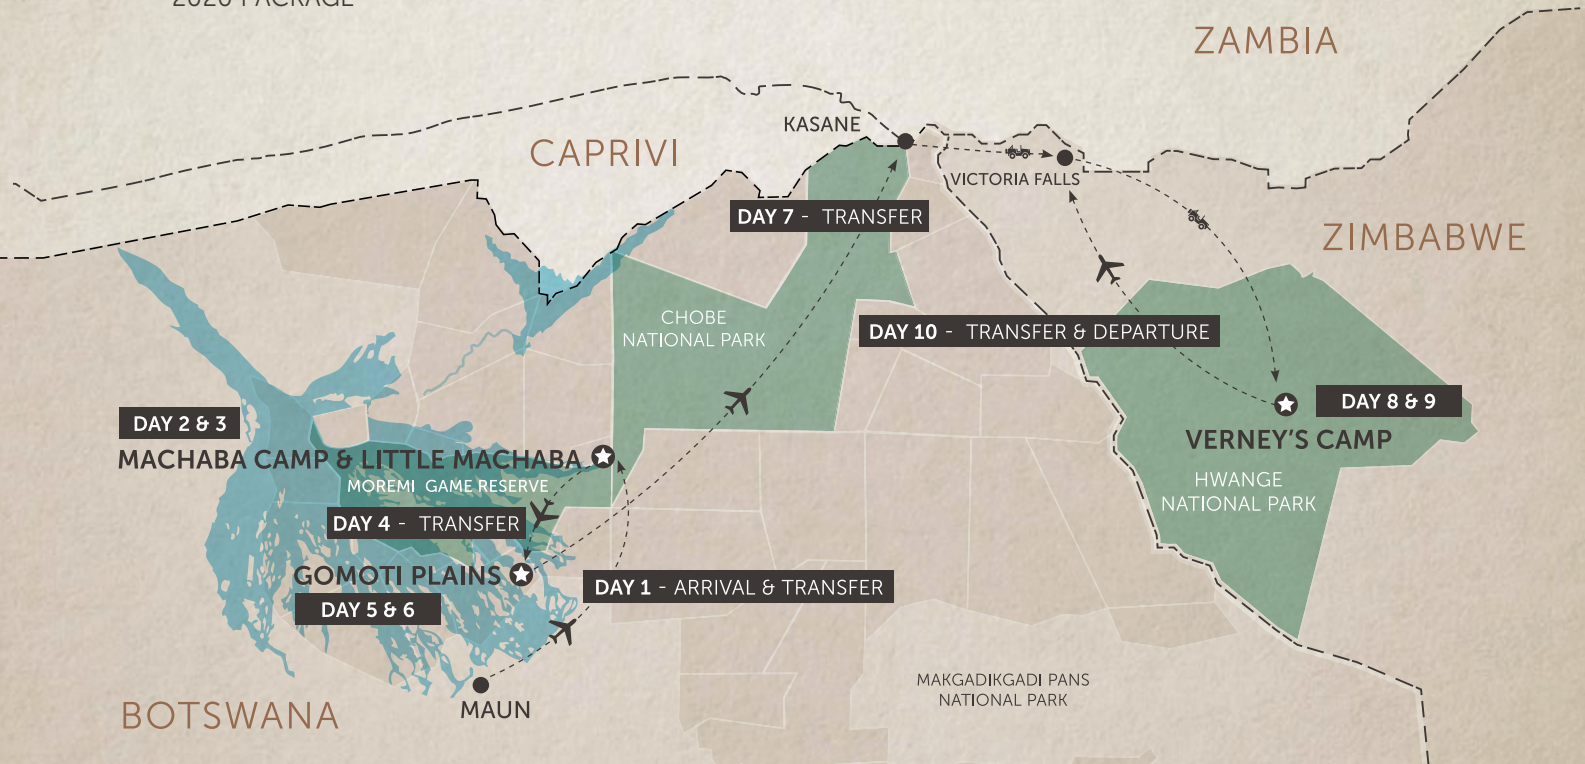 2026 PACKAGE
ZAMBIA
KASANE
CAPRIVI
VICTORIA FALLS
DAY 7 - TRANSFER
ZIMBABWE
CHOBE
NATIONAL PARK
DAY 10 - TRANSFER & DEPARTURE
DAY 2 & 3
MACHABA CAMP & LITTLE MACHABA
MOREMI GAME RESERVE
DAY 8 & 9
VERNEY'S CAMP
HWANGE
NATIONAL PARK
DAY 4 - TRANSFER
GOMOTI PLAINS
DAY 5 & 6
DAY 1 - ARRIVAL & TRANSFER
MAKGADIKGADI PANS
NATIONAL PARK
BOTSWANA
MAUN